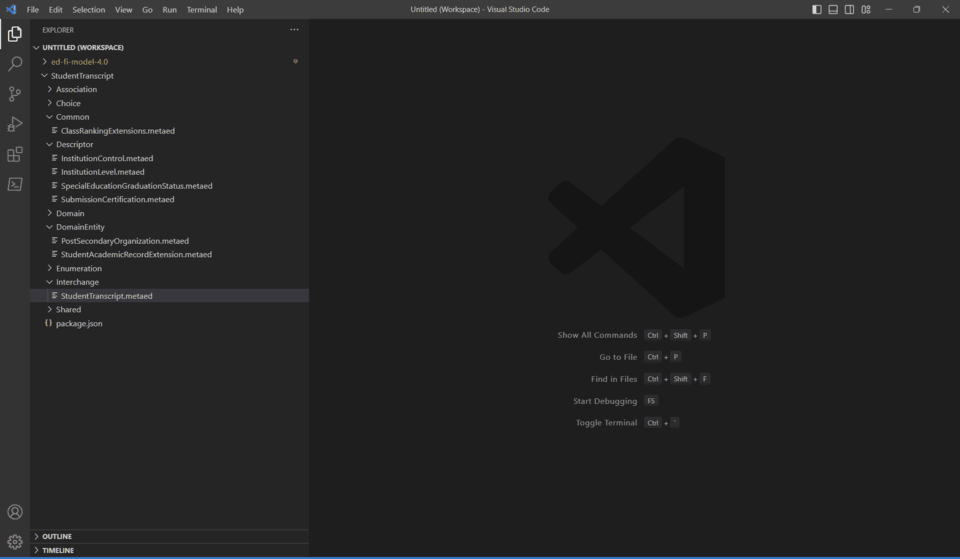 File Edit Selection View Go Run Terminal Help
Untitled (Workspace) - Visual Studio Code
EXPLORER
UNTITLED (WORKSPACE)
ed-fi-model-4.0
StudentTranscript
Association
Choice
Common
ClassRankingExtensions.metaed
Descriptor
InstitutionControl.metaed
InstitutionLevel.metaed
SpecialEducationGraduationStatus.metaed
SubmissionCertification.metaed
Domain
DomainEntity
PostSecondaryOrganization.metaed
StudentAcademicRecordExtension.metaed
Enumeration
Interchange
StudentTranscript.metaed
Shared
{} package.json
OUTLINE
TIMELINE
Show All Commands Ctrl + Shift + P
Go to File Ctrl + P
Find in Files Ctrl + Shift + F
Start Debugging F5
Toggle Terminal Ctrl + `